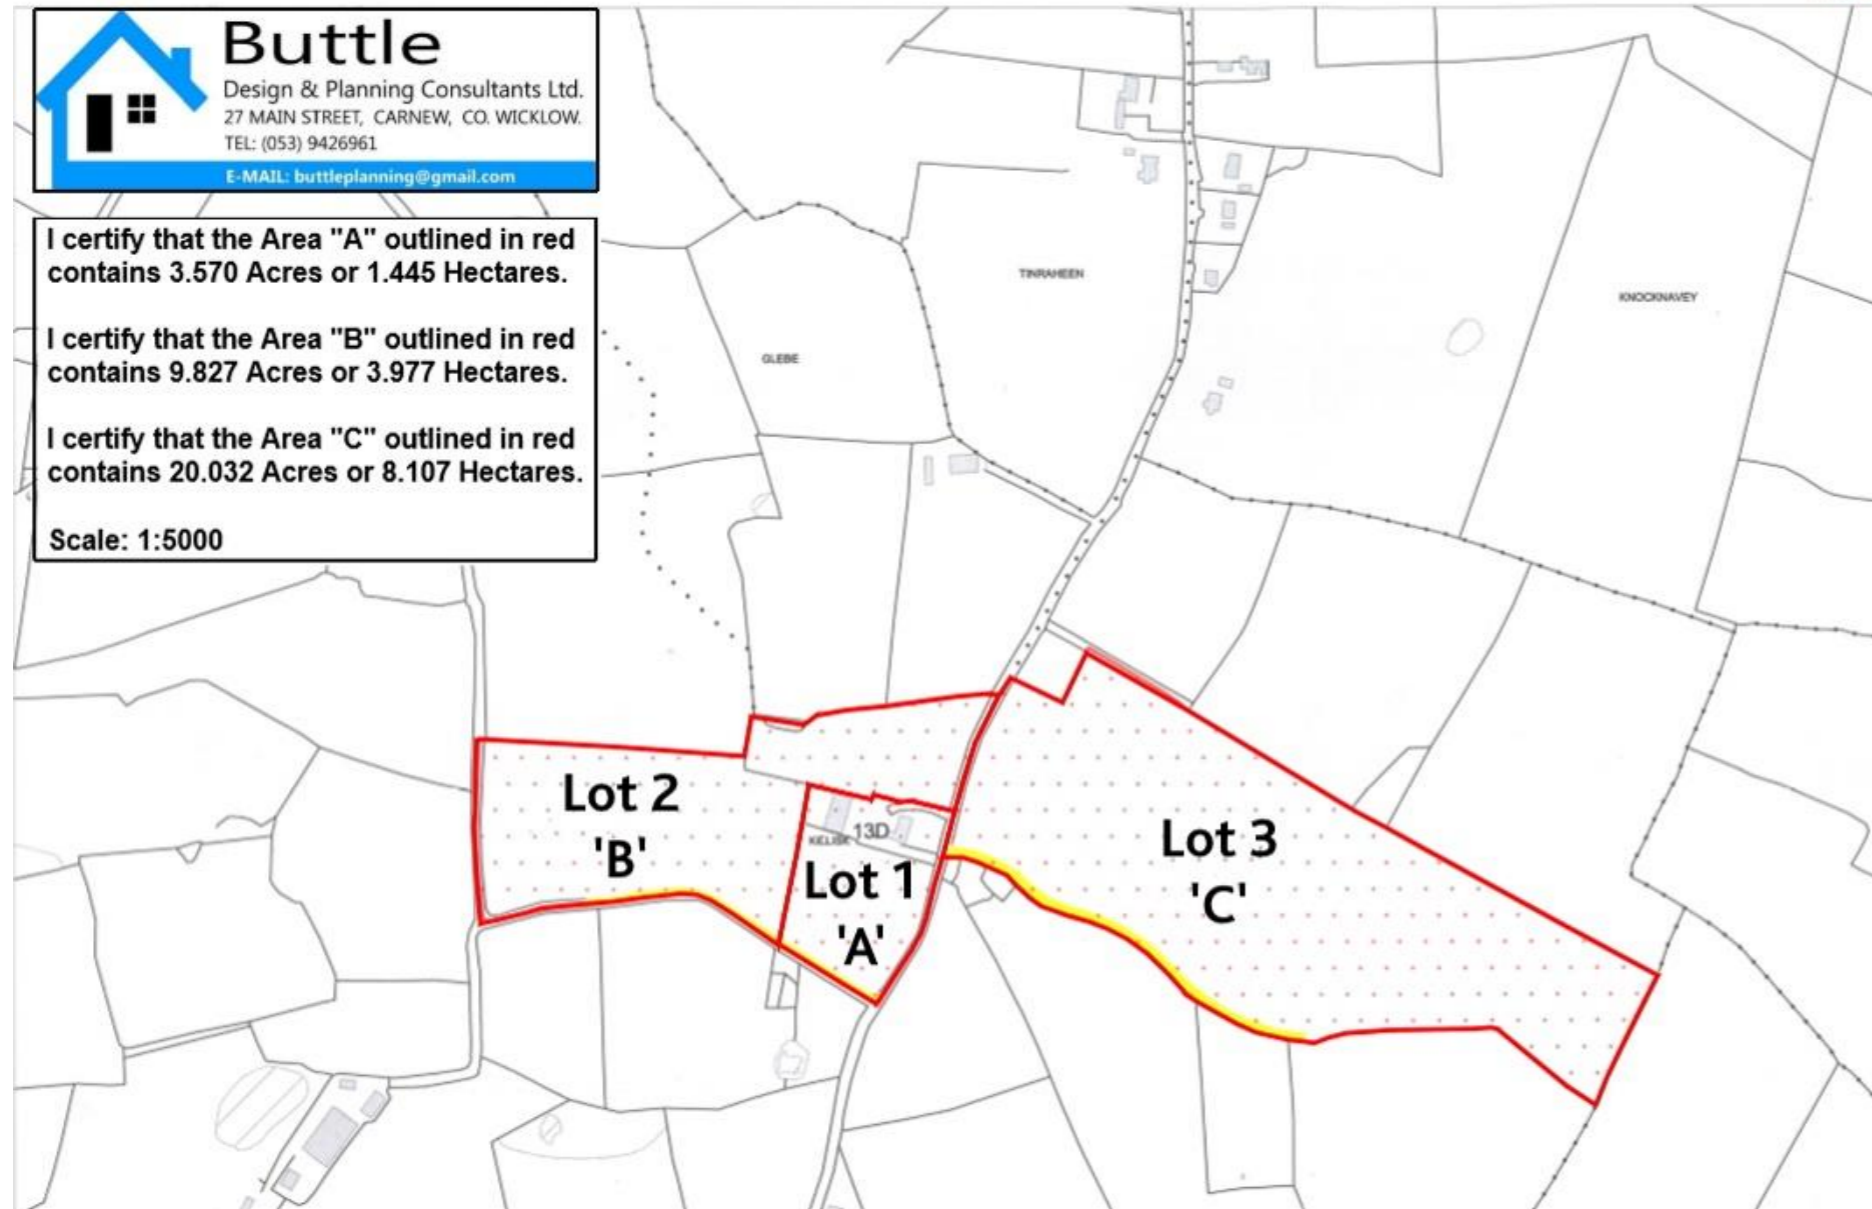 Buttle
Design & Planning Consultants Ltd.
27 MAIN STREET, CARNEW, CO. WICKLOW.
TEL: (053) 9426961
E-MAIL: buttleplanning@gmail.com
I certify that the Area "A" outlined in red
contains 3.570 Acres or 1.445 Hectares.
I certify that the Area "B" outlined in red
contains 9.827 Acres or 3.977 Hectares.
I certify that the Area "C" outlined in red
contains 20.032 Acres or 8.107 Hectares.
Scale: 1:5000
TINRAHEEN
KNOCKNAVEY
GLEBE
Lot 2
'B'
13D
Lot 1
'A'
Lot 3
'C'